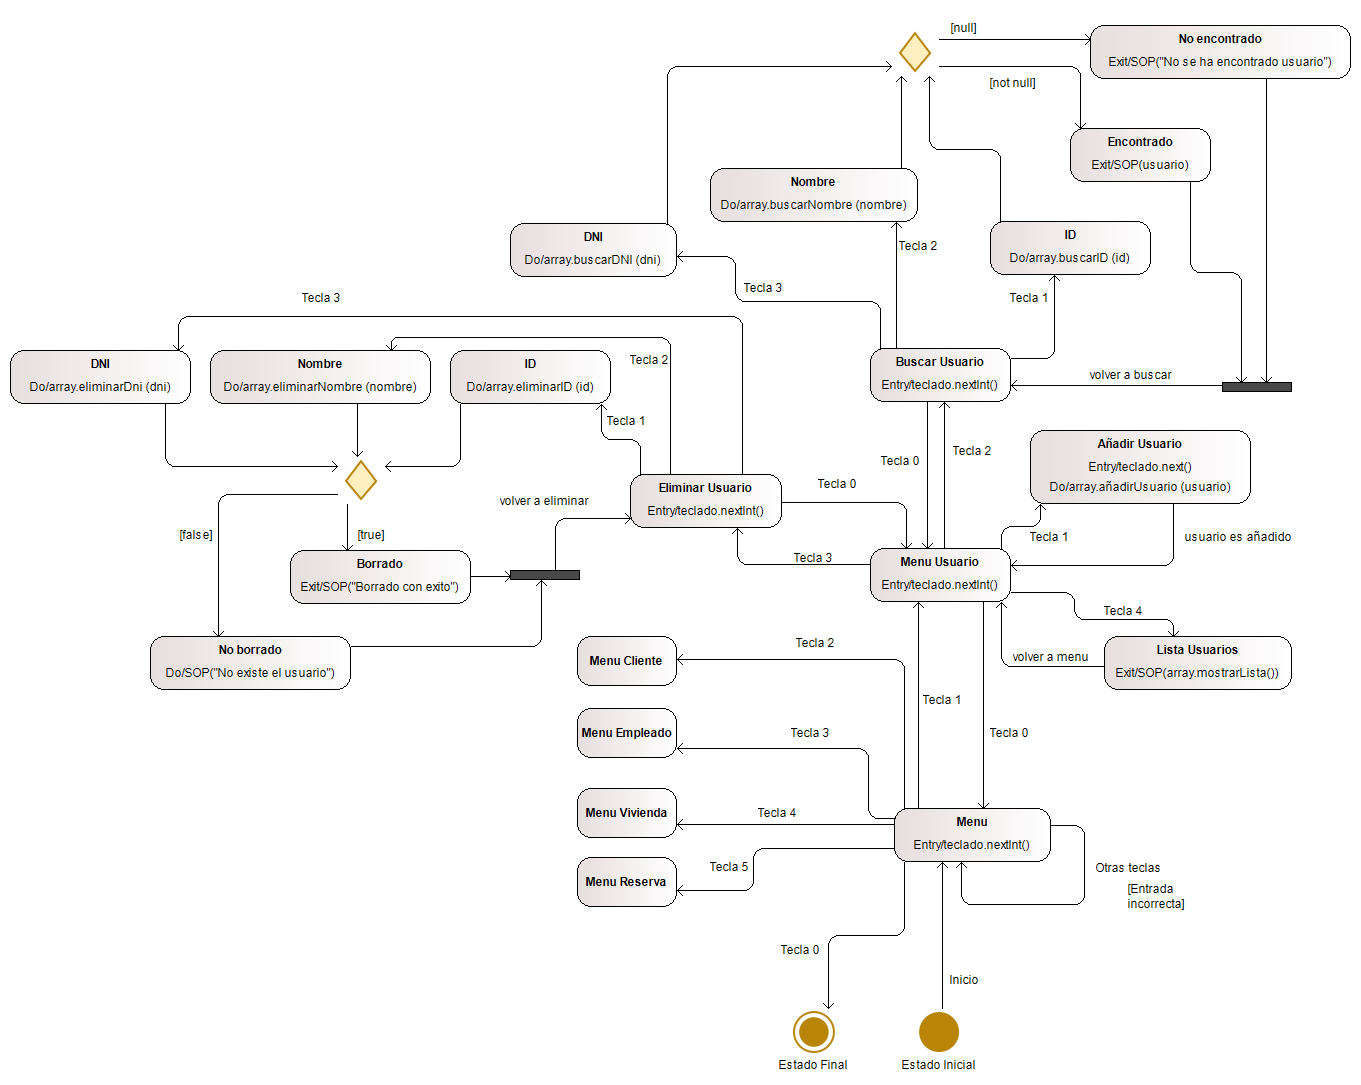 [null]
No encontrado
Exit/SOP("No se ha encontrado usuario")
[not null]
Encontrado
Exit/SOP(usuario)
Nombre
Do/array.buscarNombre (nombre)
DNI
Do/array.buscarDNI (dni)
ID
Do/array.buscarID (id)
Tecla 2
Tecla 3
Tecla 1
Tecla 3
DNI
Do/array.eliminarDni (dni)
Nombre
Do/array.eliminarNombre (nombre)
ID
Do/array.eliminarID (id)
Tecla 2
Buscar Usuario
Entry/teclado.nextInt()
volver a buscar
Tecla 1
Tecla 0
Tecla 2
Añadir Usuario
Entry/teclado.next()
Do/array.añadirUsuario (usuario)
Eliminar Usuario
Entry/teclado.nextInt()
Tecla 0
volver a eliminar
[false]
[true]
Tecla 3
Menu Usuario
Entry/teclado.nextInt()
Tecla 1
usuario es añadido
Borrado
Exit/SOP("Borrado con exito")
Tecla 4
No borrado
Do/SOP("No existe el usuario")
Lista Usuarios
Exit/SOP(array.mostrarLista())
volver a menu
Menu Cliente
Tecla 2
Tecla 1
Menu Empleado
Tecla 3
Tecla 0
Menu Vivienda
Tecla 4
Menu
Entry/teclado.nextInt()
Menu Reserva
Tecla 5
Otras teclas
[Entrada
incorrecta]
Tecla 0
Inicio
Estado Final
Estado Inicial